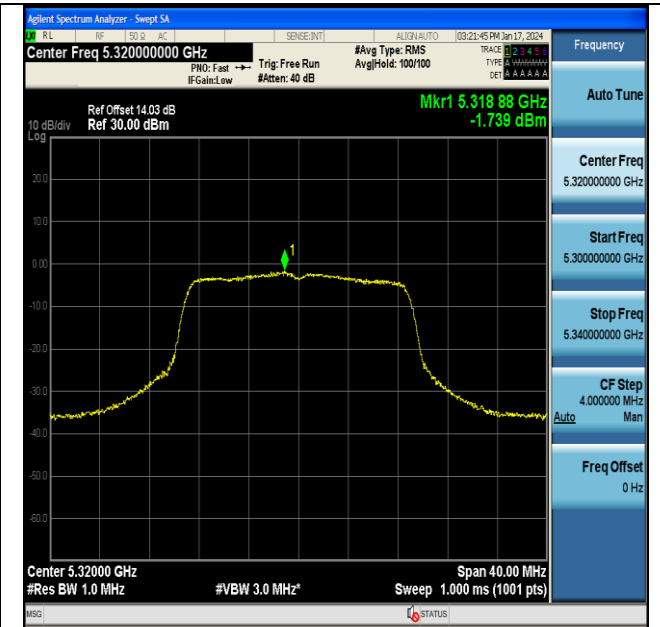 Agilent Spectrum Analyzer - Swept SA
RL RF 50 Ω AC SENSE:INT ALIGN AUTO 03:21:45 PM Jan 17, 2024
Center Freq 5.320000000 GHz
PNO: Fast
IFGain:Low
Trig: Free Run
#Atten: 40 dB
#Avg Type: RMS
Avg|Hold: 100/100
TRACE 1 2 3 4 5 6
TYPE A
DET A A A A A A
Mkr1 5.318 88 GHz
-1.739 dBm
Ref Offset 14.03 dB
10 dB/div Ref 30.00 dBm
Log
20.0
10.0
0.00
-10.0
-20.0
-30.0
-40.0
-50.0
-60.0
1
Center 5.32000 GHz Span 40.00 MHz
#Res BW 1.0 MHz #VBW 3.0 MHz* Sweep 1.000 ms (1001 pts)
MSG STATUS
Frequency
Auto Tune
Center Freq
5.320000000 GHz
Start Freq
5.300000000 GHz
Stop Freq
5.340000000 GHz
CF Step
4.000000 MHz
Auto Man
Freq Offset
0 Hz